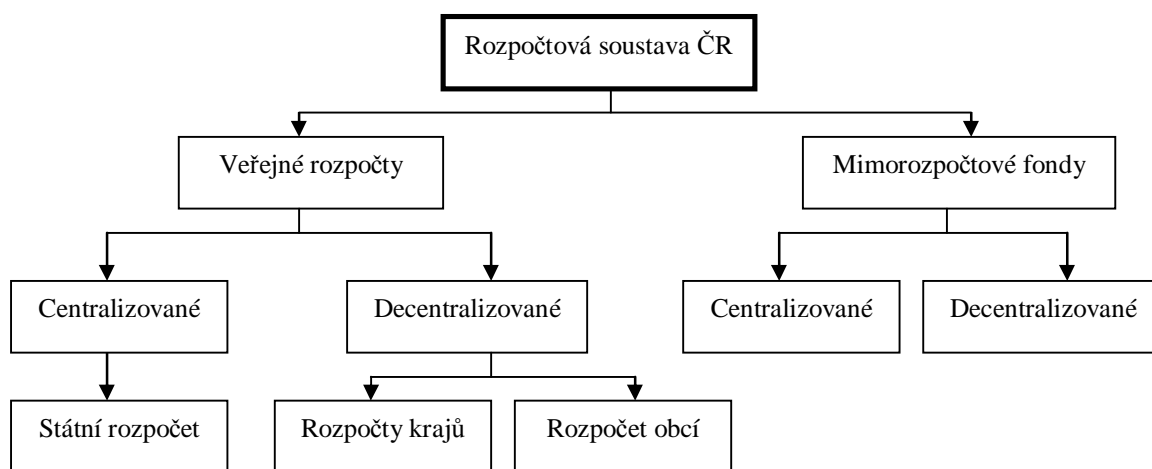 Rozpočtová soustava ČR
Veřejné rozpočty
Mimorozpočtové fondy
Centralizované
Decentralizované
Centralizované
Decentralizované
Státní rozpočet
Rozpočty krajů
Rozpočet obcí